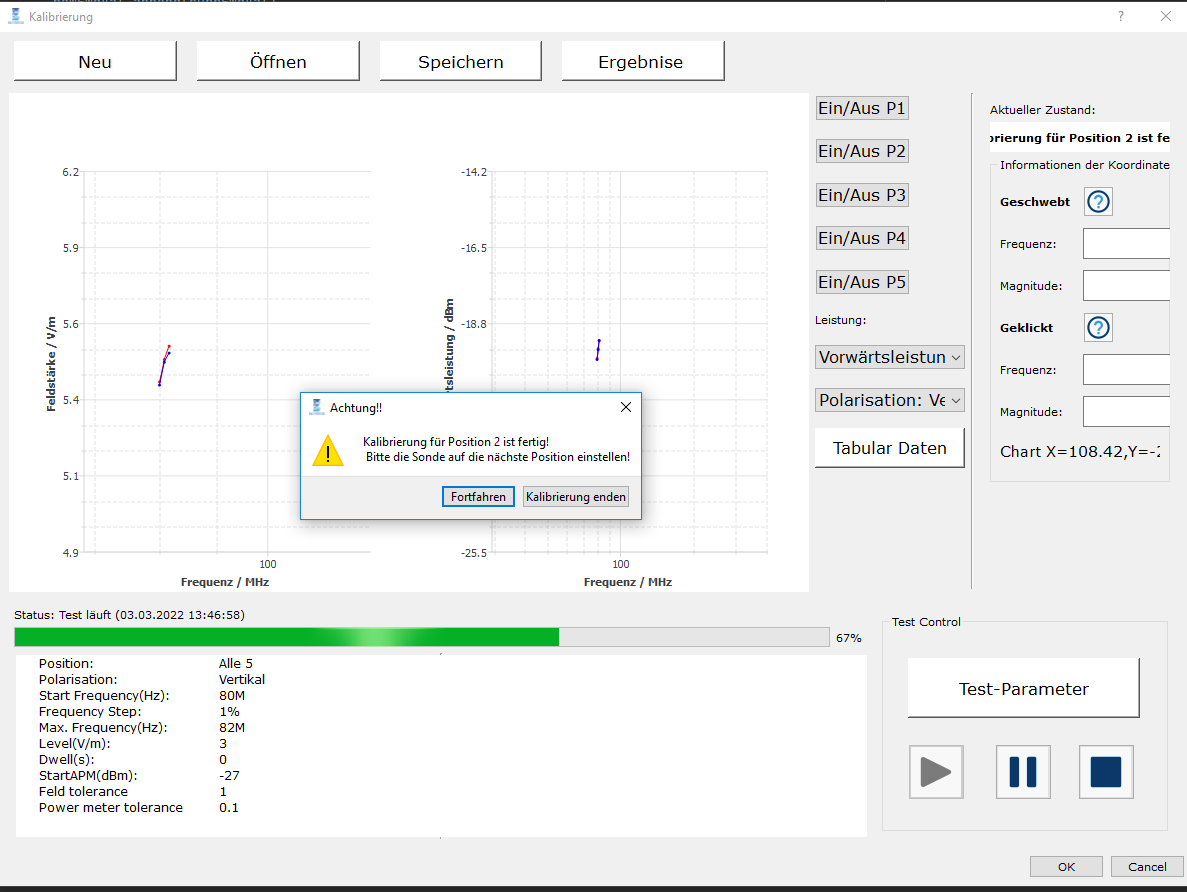 Kalibrierung
?
Neu
Öffnen
Speichern
Ergebnise
6.2
5.9
5.6
5.4
5.1
4.9
Feldstärke / V/m
100
Frequenz / MHz
-14.2
-16.5
-18.8
-25.5
tsleistung / dBm
100
Frequenz / MHz
Ein/Aus P1
Ein/Aus P2
Ein/Aus P3
Ein/Aus P4
Ein/Aus P5
Leistung:
Vorwärtsleistun
Polarisation: Ve
Tabular Daten
Aktueller Zustand:
brierung für Position 2 ist fe
Informationen der Koordinate
Geschwebt ?
Frequenz:
Magnitude:
Geklickt ?
Frequenz:
Magnitude:
Chart X=108.42,Y=-2
Achtung!!
Kalibrierung für Position 2 ist fertig!
Bitte die Sonde auf die nächste Position einstellen!
Fortfahren
Kalibrierung enden
Status: Test läuft (03.03.2022 13:46:58)
67%
Position: Alle 5
Polarisation: Vertikal
Start Frequency(Hz): 80M
Frequency Step: 1%
Max. Frequency(Hz): 82M
Level(V/m): 3
Dwell(s): 0
StartAPM(dBm): -27
Feld tolerance 1
Power meter tolerance 0.1
Test Control
Test-Parameter
OK
Cancel